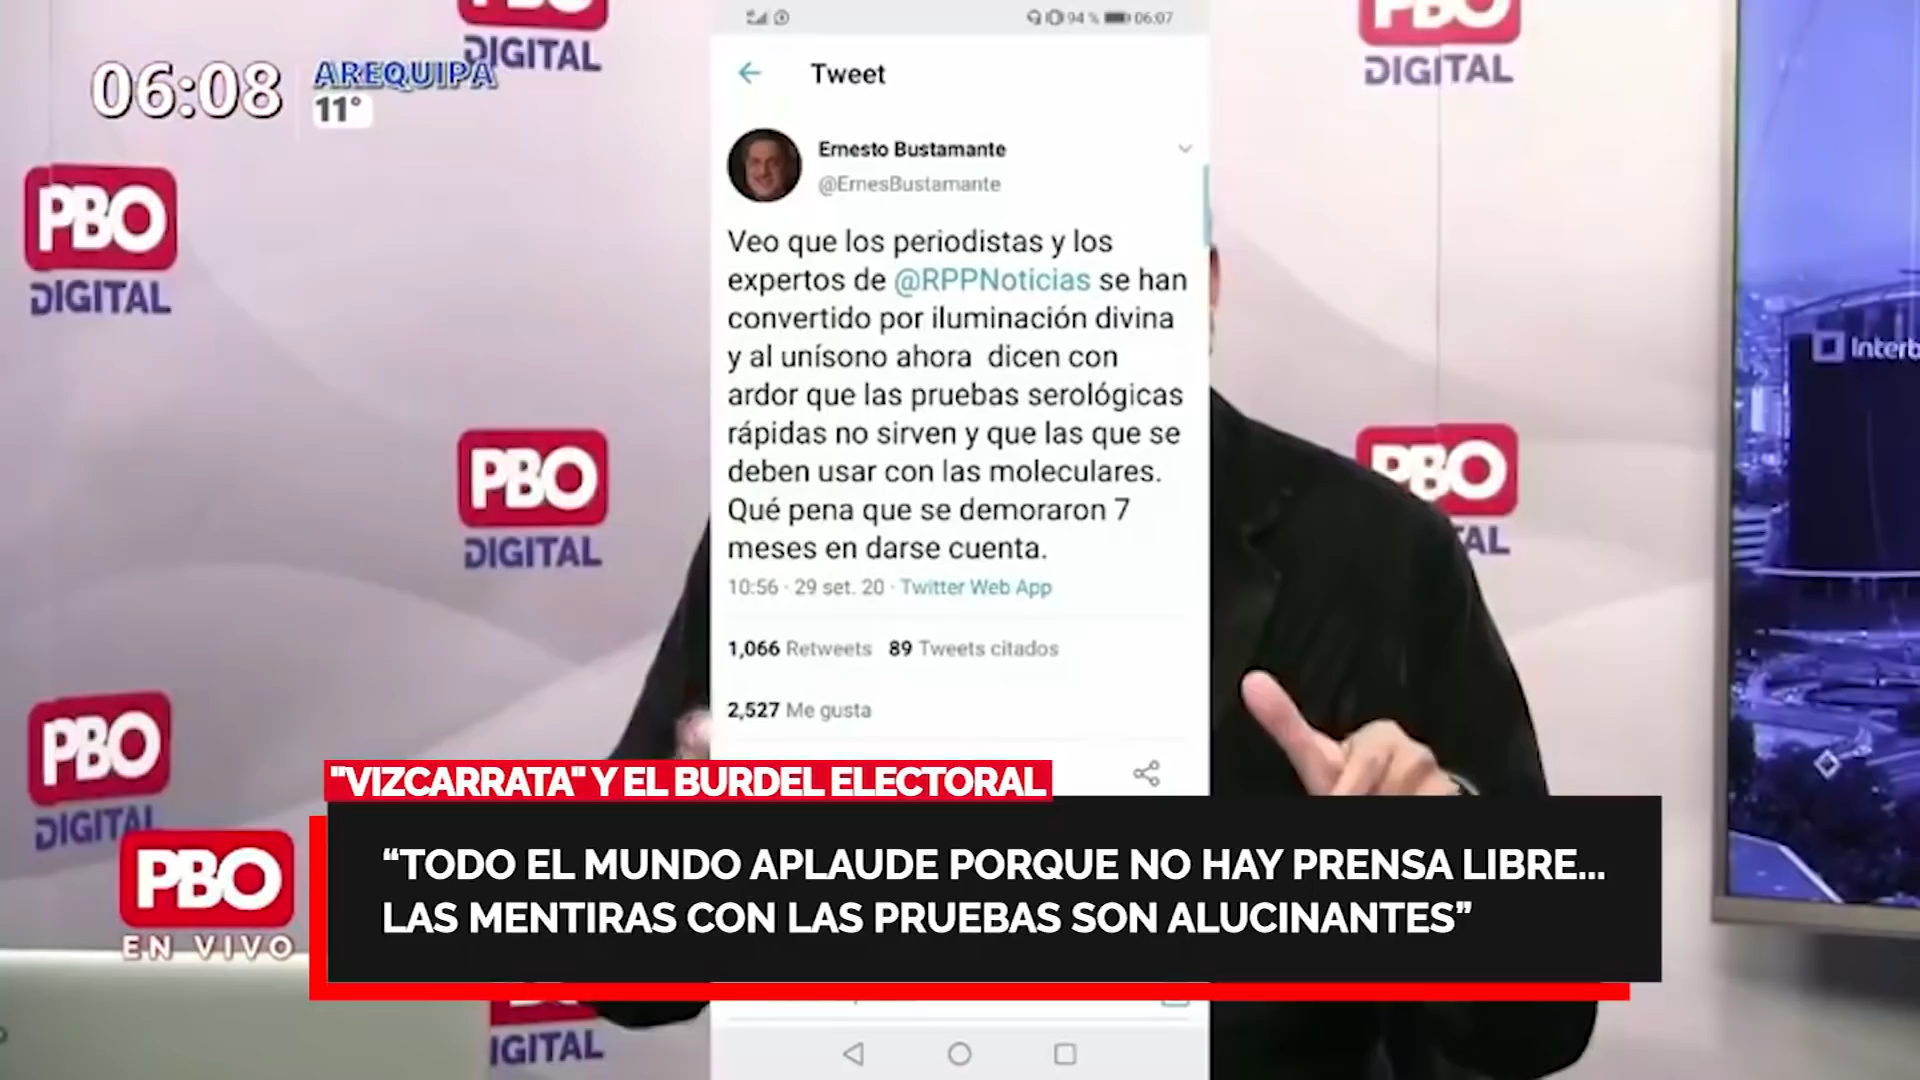 PBO
DIGITAL
PBO
DIGITAL
94 % 06:07
06:08
AREQUIPA
11°
Tweet
Ernesto Bustamante
@ErnesBustamante
Veo que los periodistas y los
expertos de @RPPNoticias se han
convertido por iluminación divina
y al unísono ahora dicen con
ardor que las pruebas serológicas
rápidas no sirven y que las que se
deben usar con las moleculares.
Qué pena que se demoraron 7
meses en darse cuenta.
10:56 · 29 set. 20 · Twitter Web App
1,066 Retweets 89 Tweets citados
2,527 Me gusta
PBO
DIGITAL
PBO
DIGITAL
PBO
TAL
Interb
PBO
DIGITAL
"VIZCARRATA" Y EL BURDEL ELECTORAL
“TODO EL MUNDO APLAUDE PORQUE NO HAY PRENSA LIBRE...
LAS MENTIRAS CON LAS PRUEBAS SON ALUCINANTES”
PBO
EN VIVO
IGITAL